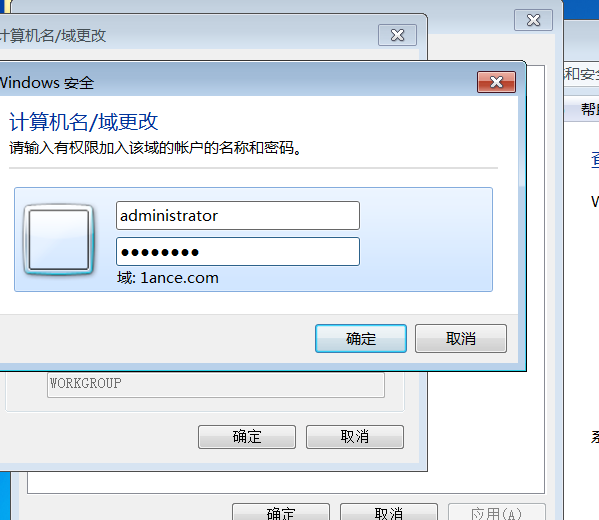 计算机名/域更改
Windows 安全
计算机名/域更改
请输入有权限加入该域的帐户的名称和密码。
administrator
●●●●●●●●
域: 1ance.com
确定
取消
WORKGROUP
确定
取消
确定
取消
应用(A)
和安全
帮助